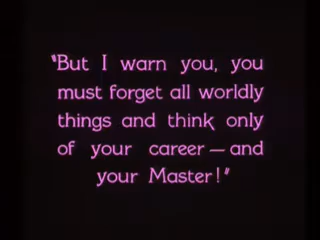 "But I warn you, you
must forget all worldly
things and think only
of your career — and
your Master!"